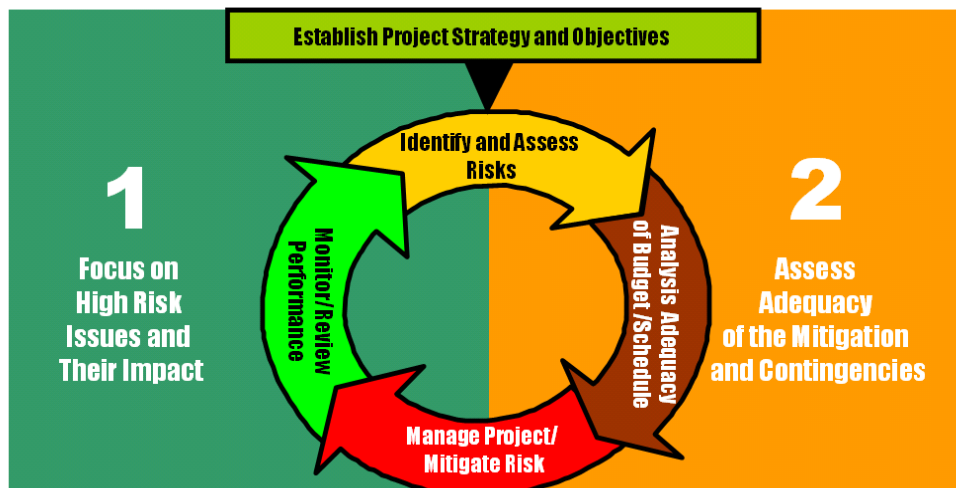 Establish Project Strategy and Objectives
Identify and Assess
Risks
1
Focus on
High Risk
Issues and
Their Impact
Monitor/Review
Performance
Analysis Adequacy
of Budget/Schedule
2
Assess
Adequacy
of the Mitigation
and Contingencies
Manage Project/
Mitigate Risk